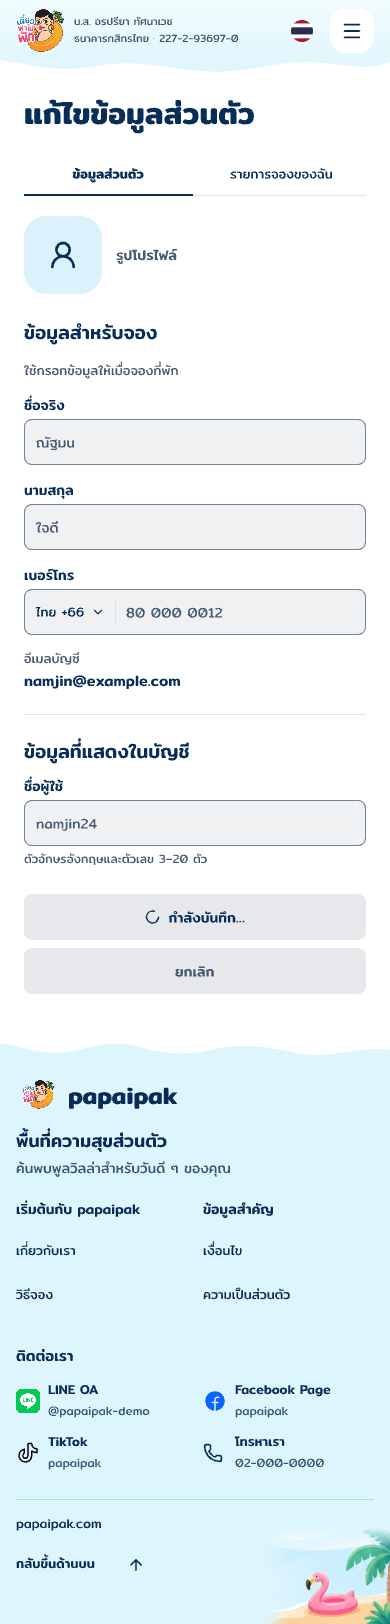 น.ส. อรปรียา ทัศนาเวช
ธนาคารกสิกรไทย · 227-2-93697-0
แก้ไขข้อมูลส่วนตัว
ข้อมูลส่วนตัว
รายการจองของฉัน
รูปโปรไฟล์
ข้อมูลสำหรับจอง
ใช้กรอกข้อมูลให้เมื่อจองที่พัก
ชื่อจริง
ณัฐมน
นามสกุล
ใจดี
เบอร์โทร
ไทย +66 80 000 0012
อีเมลบัญชี
namjin@example.com
ข้อมูลที่แสดงในบัญชี
ชื่อผู้ใช้
namjin24
ตัวอักษรอังกฤษและตัวเลข 3–20 ตัว
กำลังบันทึก...
ยกเลิก
papaipak
พื้นที่ความสุขส่วนตัว
ค้นพบพูลวิลล่าสำหรับวันดี ๆ ของคุณ
เริ่มต้นกับ papaipak
เกี่ยวกับเรา
วิธีจอง
ข้อมูลสำคัญ
เงื่อนไข
ความเป็นส่วนตัว
ติดต่อเรา
LINE OA
@papaipak-demo
Facebook Page
papaipak
TikTok
papaipak
โทรหาเรา
02-000-0000
papaipak.com
กลับขึ้นด้านบน